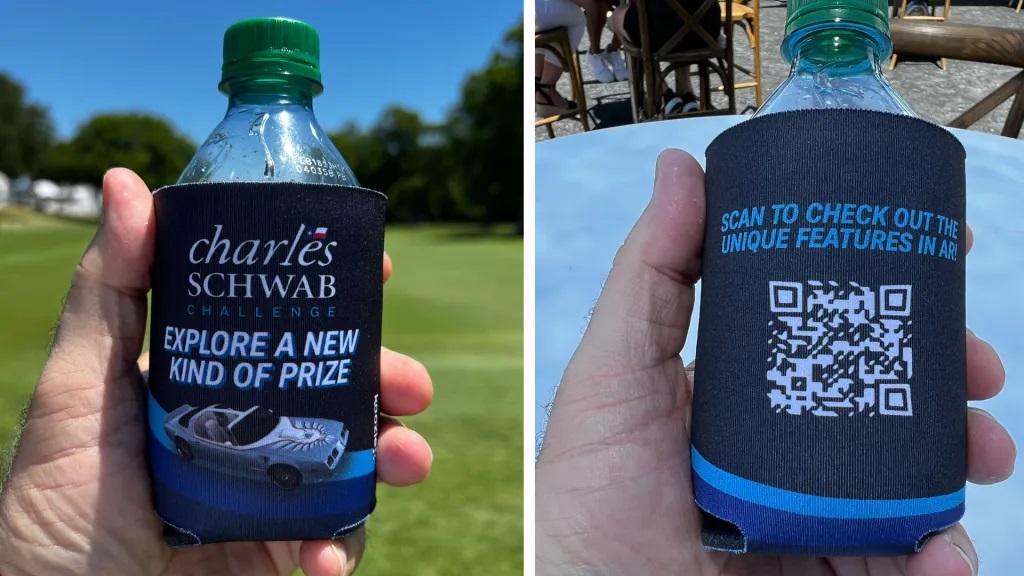 charles
SCHWAB
CHALLENGE
EXPLORE A NEW
KIND OF PRIZE
SCAN TO CHECK OUT THE
UNIQUE FEATURES IN AR!